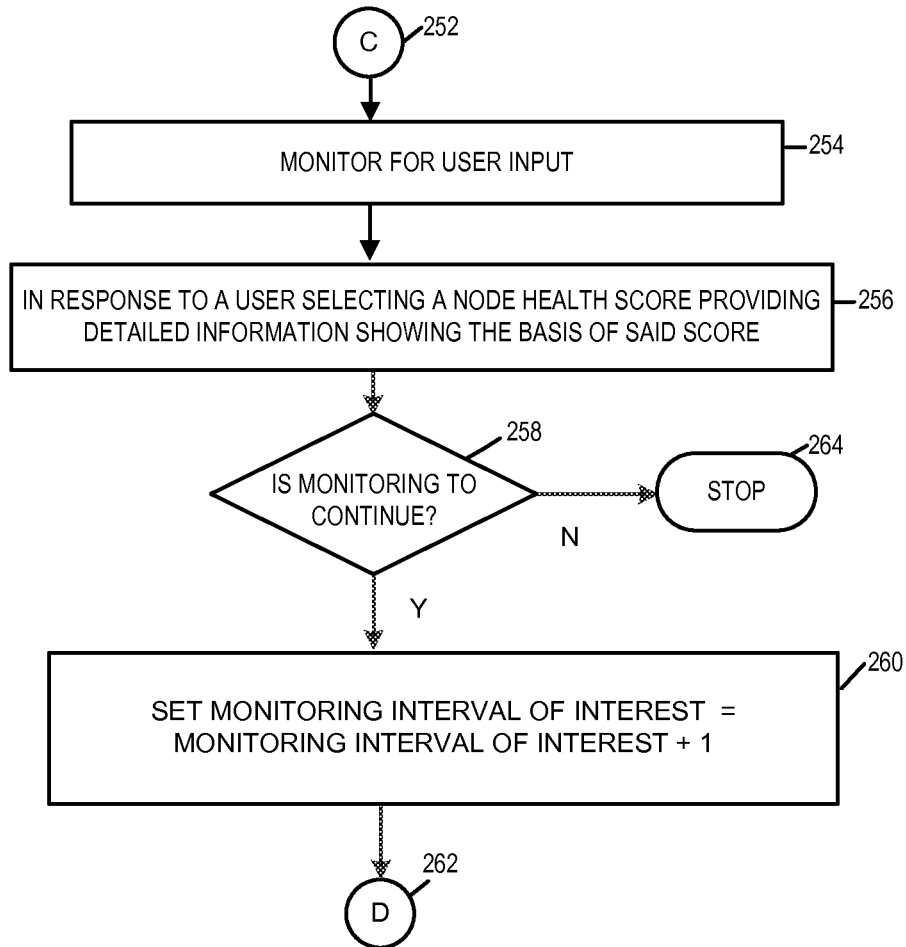 C
252
MONITOR FOR USER INPUT
254
IN RESPONSE TO A USER SELECTING A NODE HEALTH SCORE PROVIDING
DETAILED INFORMATION SHOWING THE BASIS OF SAID SCORE
256
258
IS MONITORING TO
CONTINUE?
264
STOP
N
Y
260
SET MONITORING INTERVAL OF INTEREST =
MONITORING INTERVAL OF INTEREST + 1
262
D